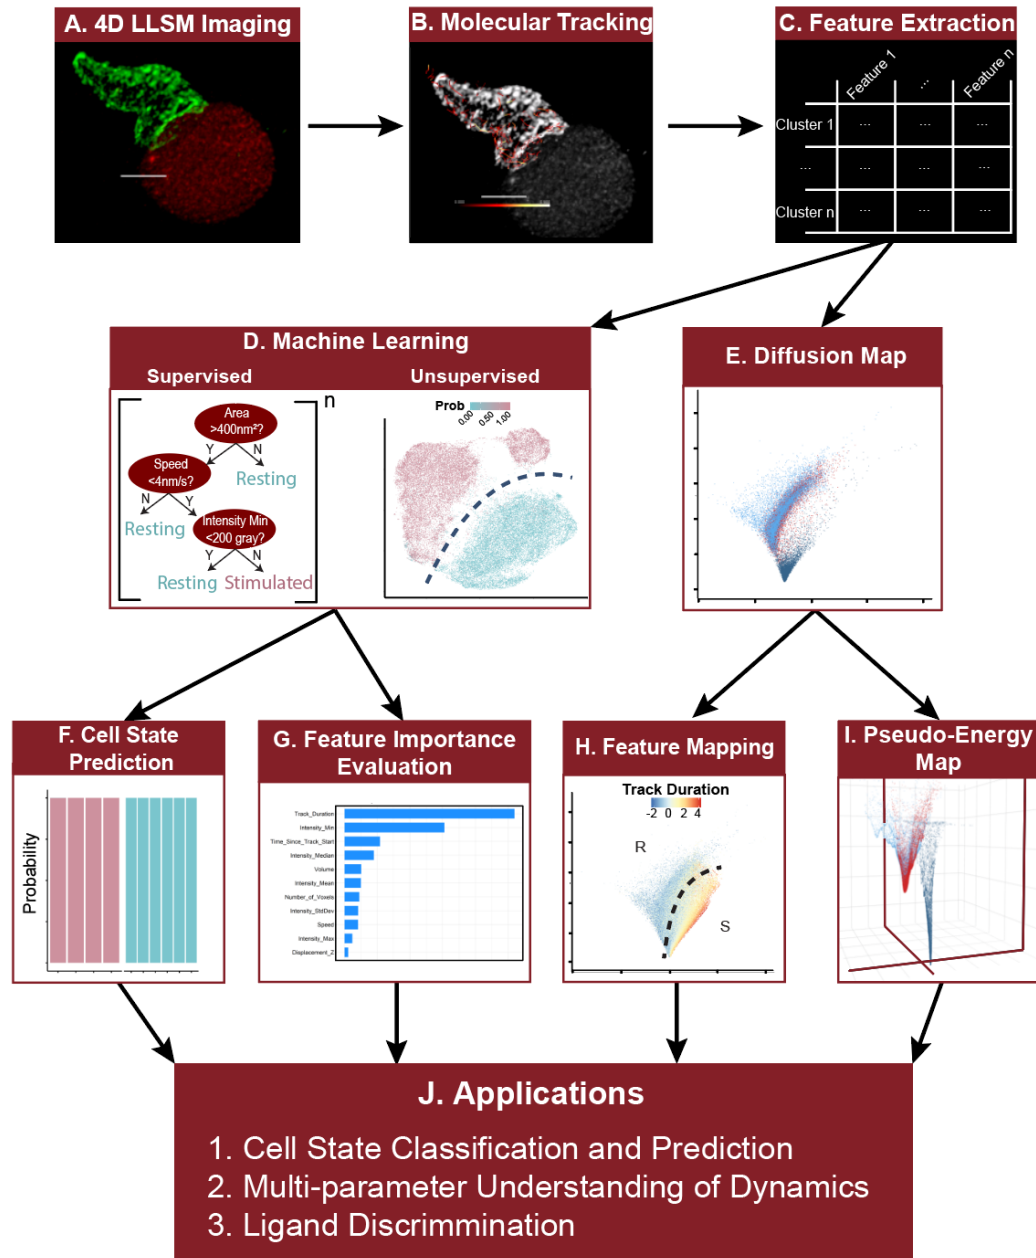 A. 4D LLSM Imaging
B. Molecular Tracking
C. Feature Extraction
Feature 1
...
Feature n
Cluster 1
...
...
...
...
...
...
...
Cluster n
...
...
...
D. Machine Learning
Supervised
Unsupervised
n
Area
>400nm²?
Y
N
Speed
<4nm/s?
Resting
N
Y
Resting
Intensity Min
<200 gray?
Y
N
Resting
Stimulated
Prob
0.00
0.50
1.00
E. Diffusion Map
F. Cell State
Prediction
Probability
G. Feature Importance
Evaluation
Track_Duration
Intensity_Min
Time_Since_Track_Start
Intensity_Median
Volume
Intensity_Mean
Number_of_Voxels
Intensity_StdDev
Speed
Intensity_Max
Displacement_Z
H. Feature Mapping
Track Duration
-2 0 2 4
R
S
I. Pseudo-Energy
Map
J. Applications
1. Cell State Classification and Prediction
2. Multi-parameter Understanding of Dynamics
3. Ligand Discrimmination